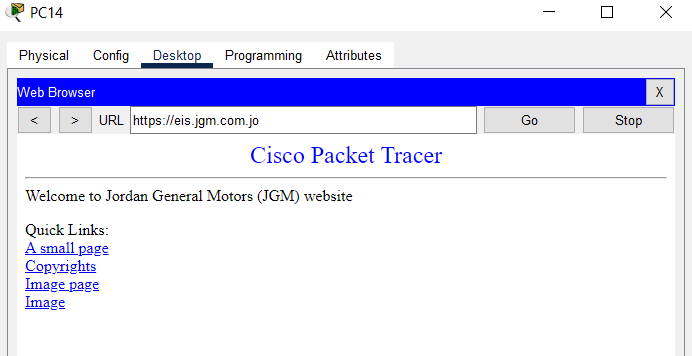 PC14
Physical Config Desktop Programming Attributes
Web Browser X
< > URL https://eis.jgm.com.jo Go Stop
Cisco Packet Tracer
Welcome to Jordan General Motors (JGM) website
Quick Links:
A small page
Copyrights
Image page
Image